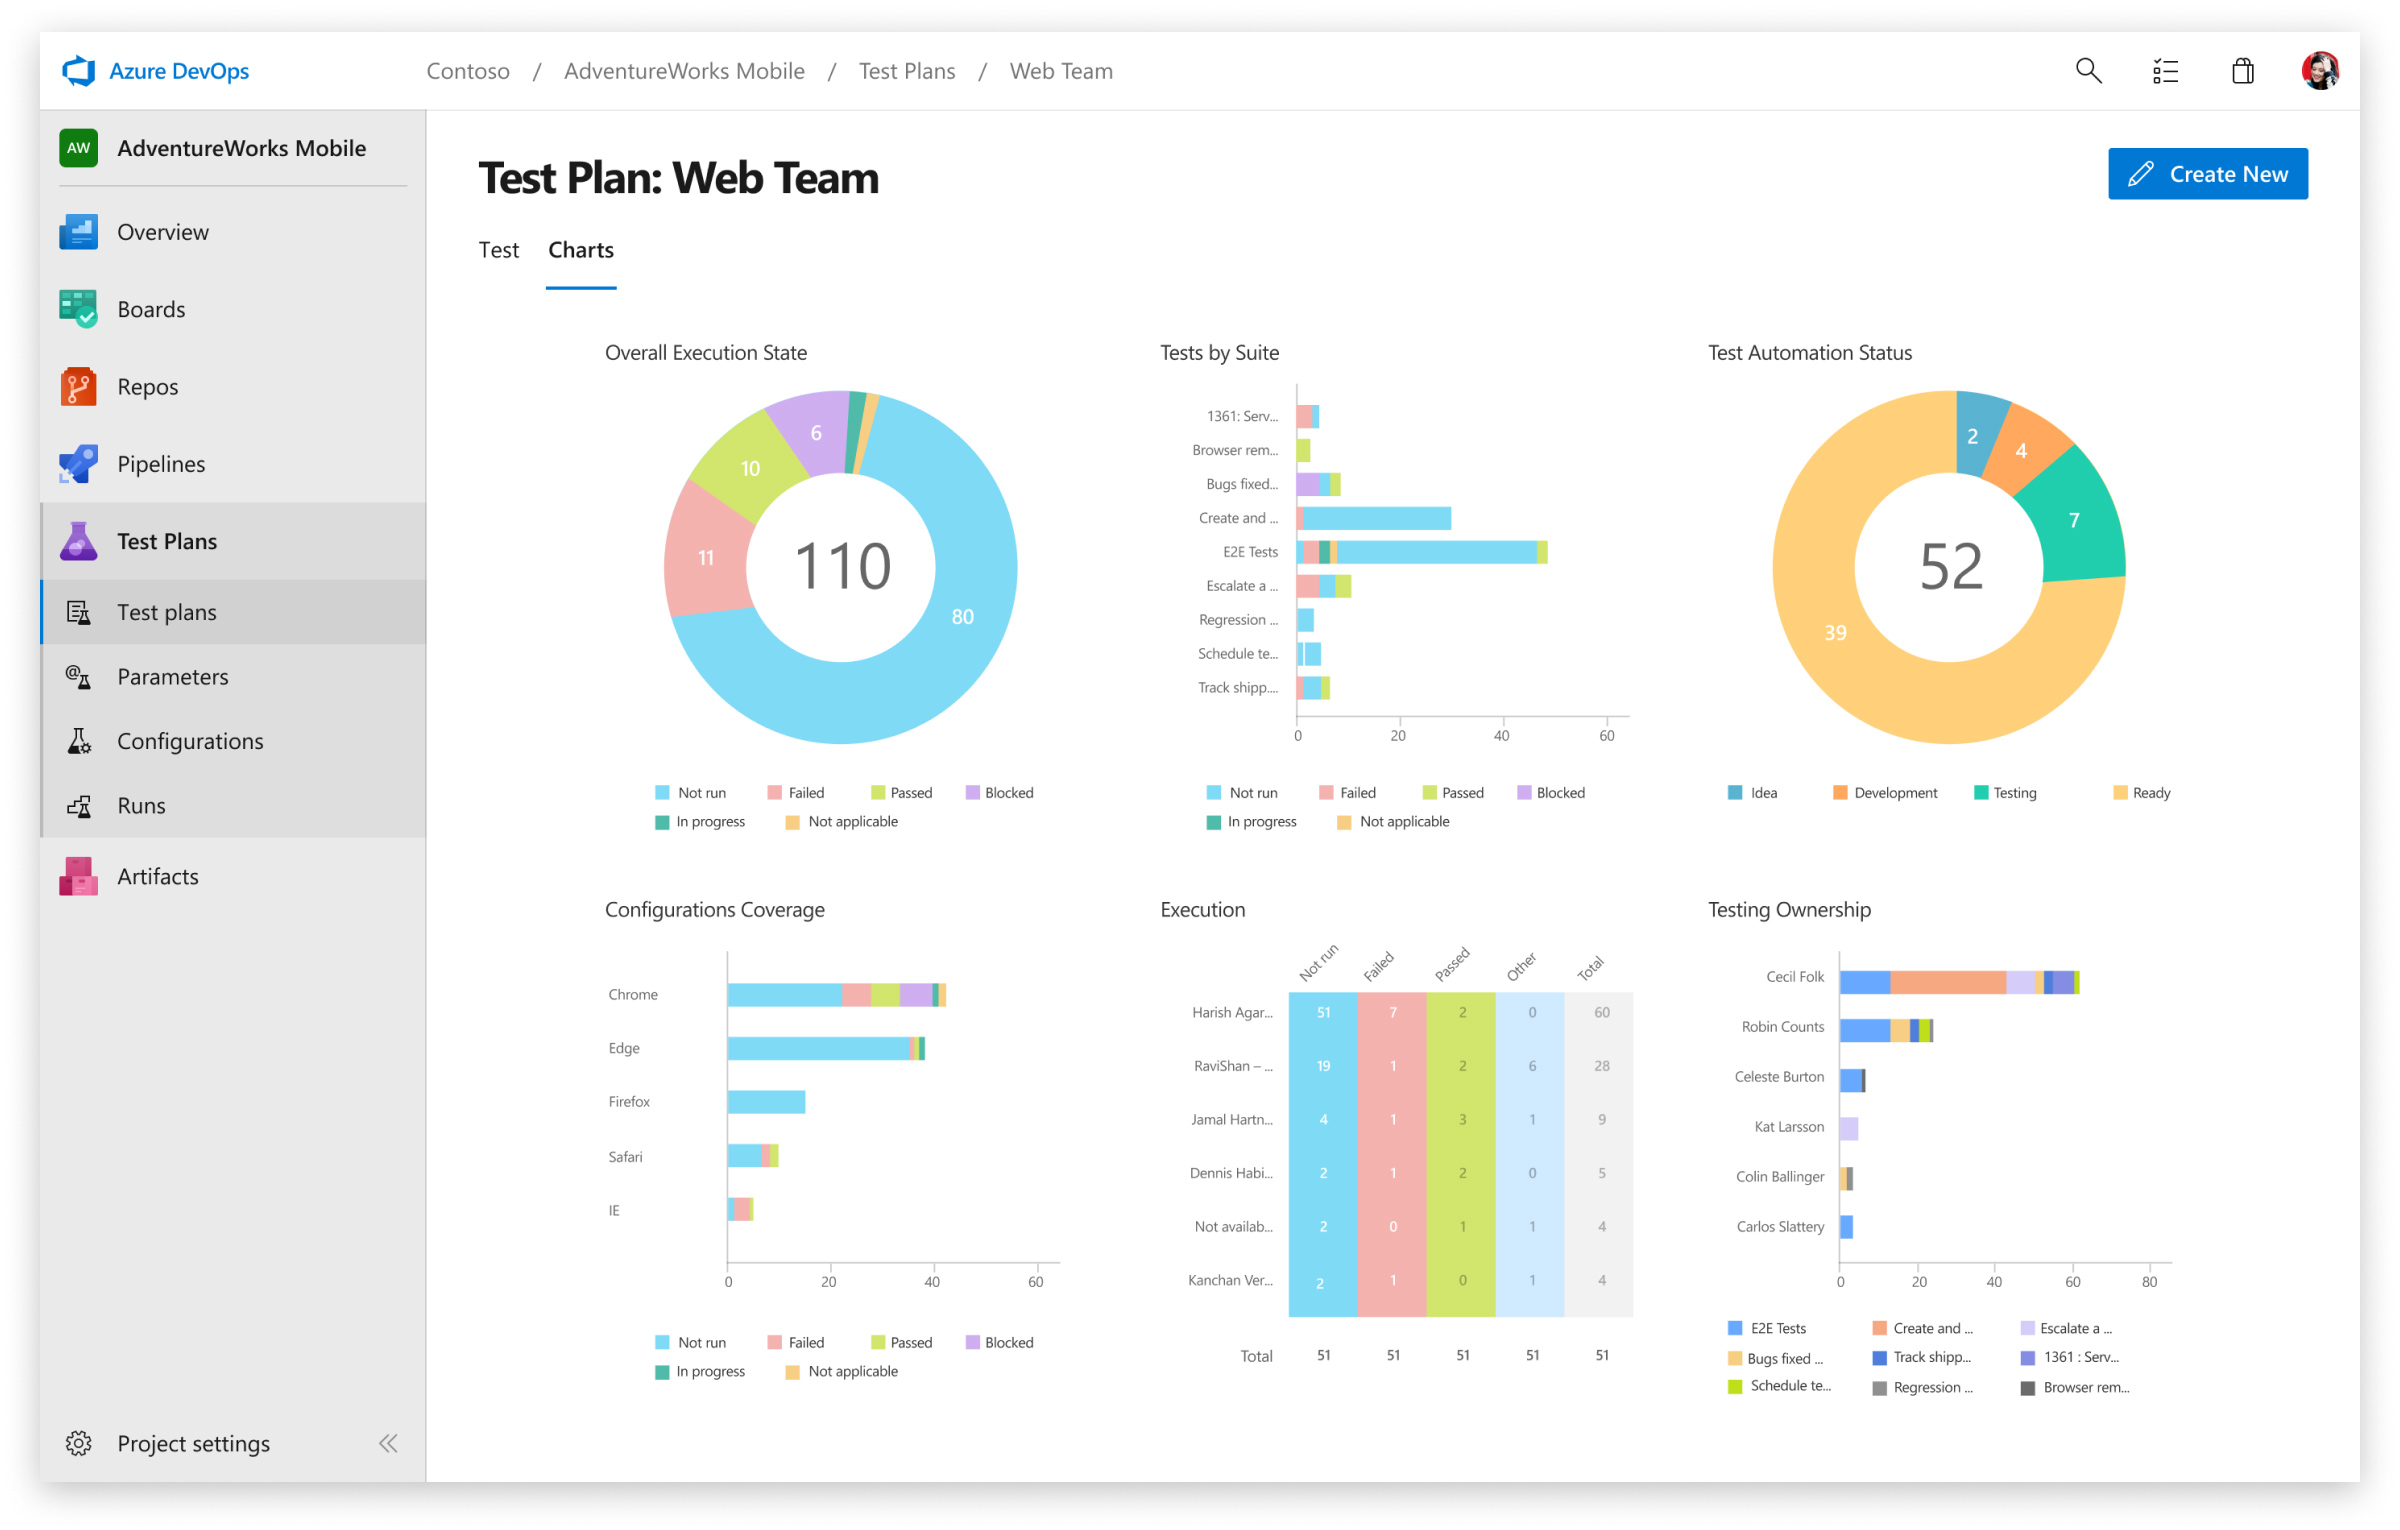 Azure DevOps
Contoso / AdventureWorks Mobile / Test Plans / Web Team
AW AdventureWorks Mobile
Overview
Boards
Repos
Pipelines
Test Plans
Test plans
Parameters
Configurations
Runs
Artifacts
Project settings
Test Plan: Web Team
Create New
Test Charts
Overall Execution State
6
10
11
110
80
Not run Failed Passed Blocked
In progress Not applicable
Tests by Suite
1361: Serv...
Browser rem...
Bugs fixed...
Create and ...
E2E Tests
Escalate a ...
Regression ...
Schedule te...
Track shipp....
0 20 40 60
Not run Failed Passed Blocked
In progress Not applicable
Test Automation Status
2
4
7
52
39
Idea Development Testing Ready
Configurations Coverage
Chrome
Edge
Firefox
Safari
IE
0 20 40 60
Not run Failed Passed Blocked
In progress Not applicable
Execution
Not run Failed Passed Other Total
Harish Agar... 51 7 2 0 60
RaviShan – ... 19 1 2 6 28
Jamal Hartn... 4 1 3 1 9
Dennis Habi... 2 1 2 0 5
Not availab... 2 0 1 1 4
Kanchan Ver... 2 1 0 1 4
Total 51 51 51 51 51
Testing Ownership
Cecil Folk
Robin Counts
Celeste Burton
Kat Larsson
Colin Ballinger
Carlos Slattery
0 20 40 60 80
E2E Tests Create and ... Escalate a ...
Bugs fixed ... Track shipp... 1361 : Serv...
Schedule te... Regression ... Browser rem...